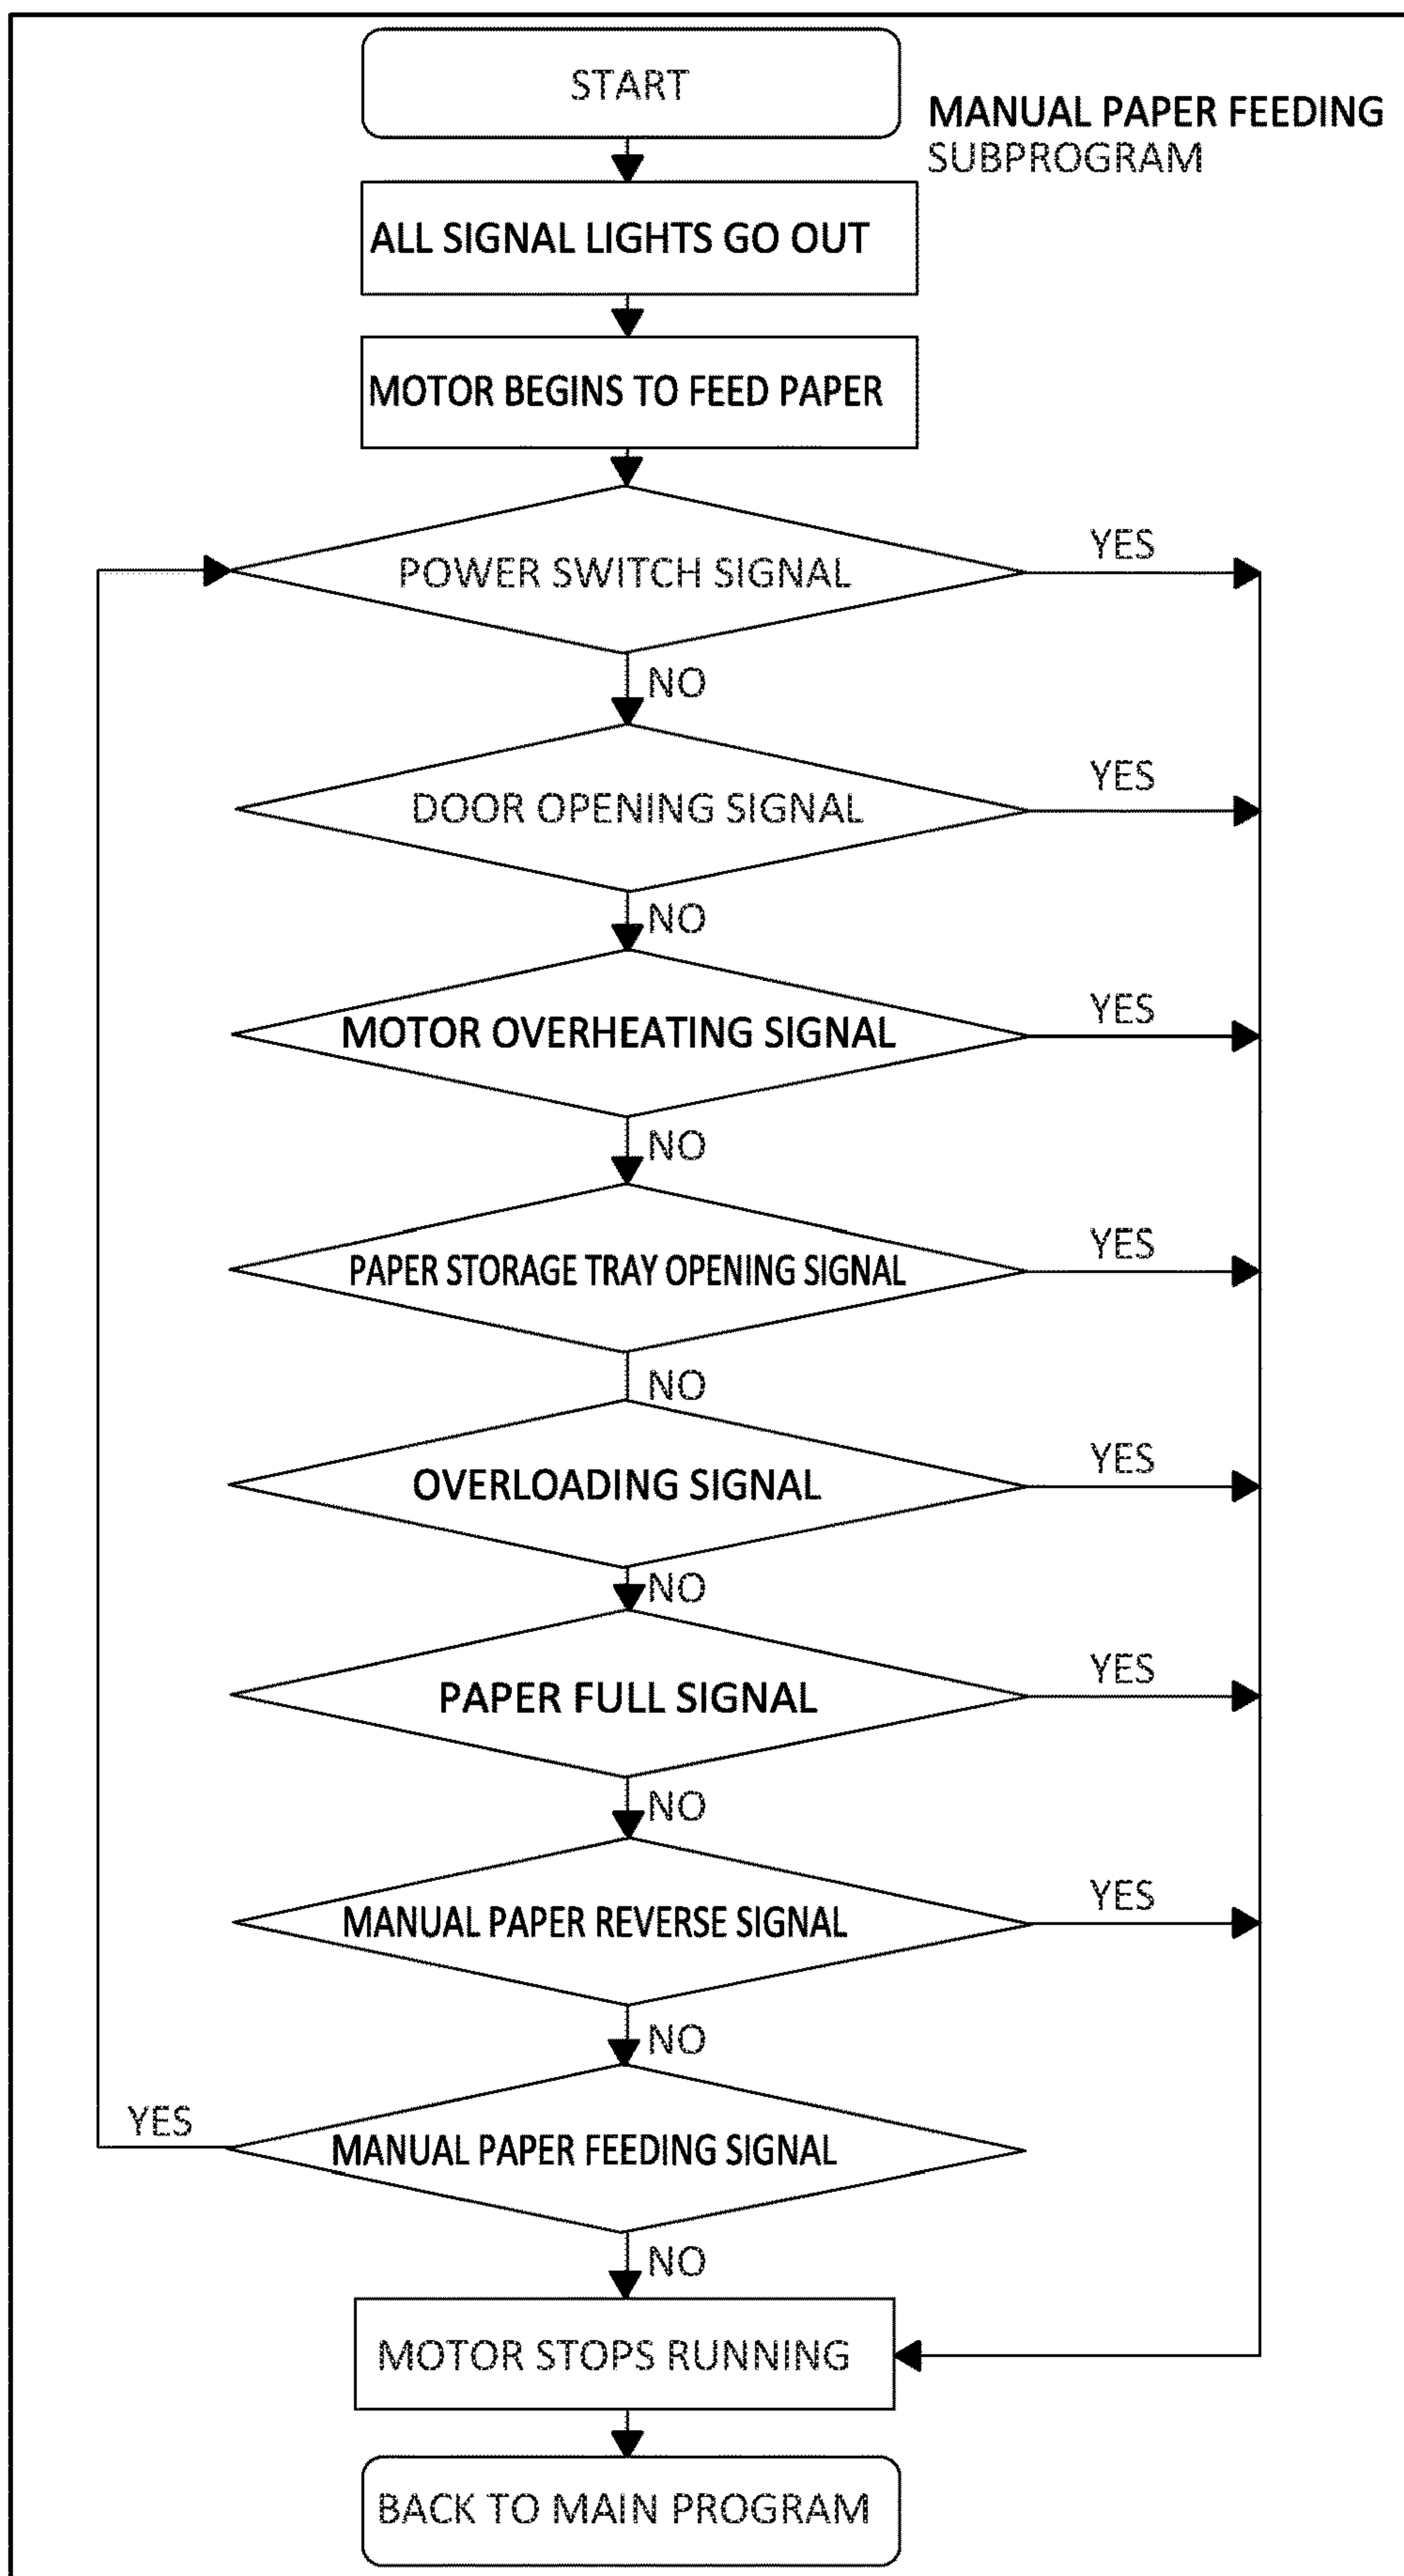 START
MANUAL PAPER FEEDING
SUBPROGRAM
ALL SIGNAL LIGHTS GO OUT
MOTOR BEGINS TO FEED PAPER
POWER SWITCH SIGNAL
YES
NO
DOOR OPENING SIGNAL
YES
NO
MOTOR OVERHEATING SIGNAL
YES
NO
PAPER STORAGE TRAY OPENING SIGNAL
YES
NO
OVERLOADING SIGNAL
YES
NO
PAPER FULL SIGNAL
YES
NO
MANUAL PAPER REVERSE SIGNAL
YES
NO
YES
MANUAL PAPER FEEDING SIGNAL
NO
MOTOR STOPS RUNNING
BACK TO MAIN PROGRAM